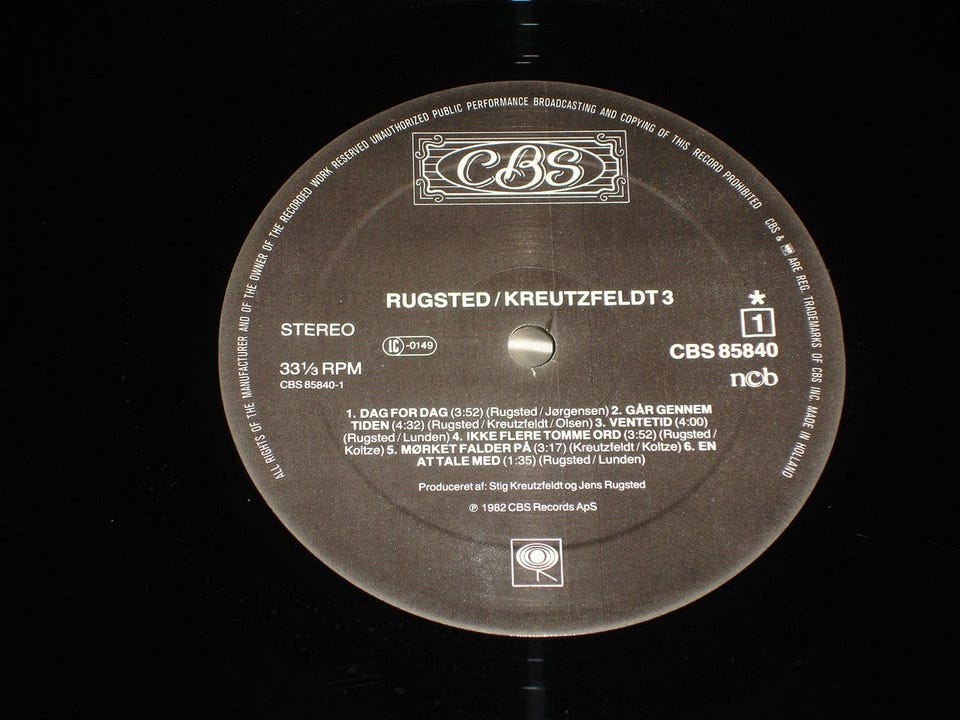 ALL RIGHTS OF THE MANUFACTURER AND OF THE OWNER OF THE RECORDED WORK RESERVED UNAUTHORIZED PUBLIC PERFORMANCE BROADCASTING AND COPYING OF THIS RECORD PROHIBITED CBS & ARE REG. TRADEMARKS OF CBS INC. MADE IN HOLLAND
CBS
RUGSTED / KREUTZFELDT 3
STEREO
LC -0149
33⅓ RPM
CBS 85840-1
*
1
CBS 85840
ncb
1. DAG FOR DAG (3:52) (Rugsted / Jørgensen) 2. GÅR GENNEM
TIDEN (4:32) (Rugsted / Kreutzfeldt / Olsen) 3. VENTETID (4:00)
(Rugsted / Lunden) 4. IKKE FLERE TOMME ORD (3:52) (Rugsted /
Koltze) 5. MØRKET FALDER PÅ (3:17) (Kreutzfeldt / Koltze) 6. EN
AT TALE MED (1:35) (Rugsted / Lunden)
Produceret af: Stig Kreutzfeldt og Jens Rugsted
℗ 1982 CBS Records ApS